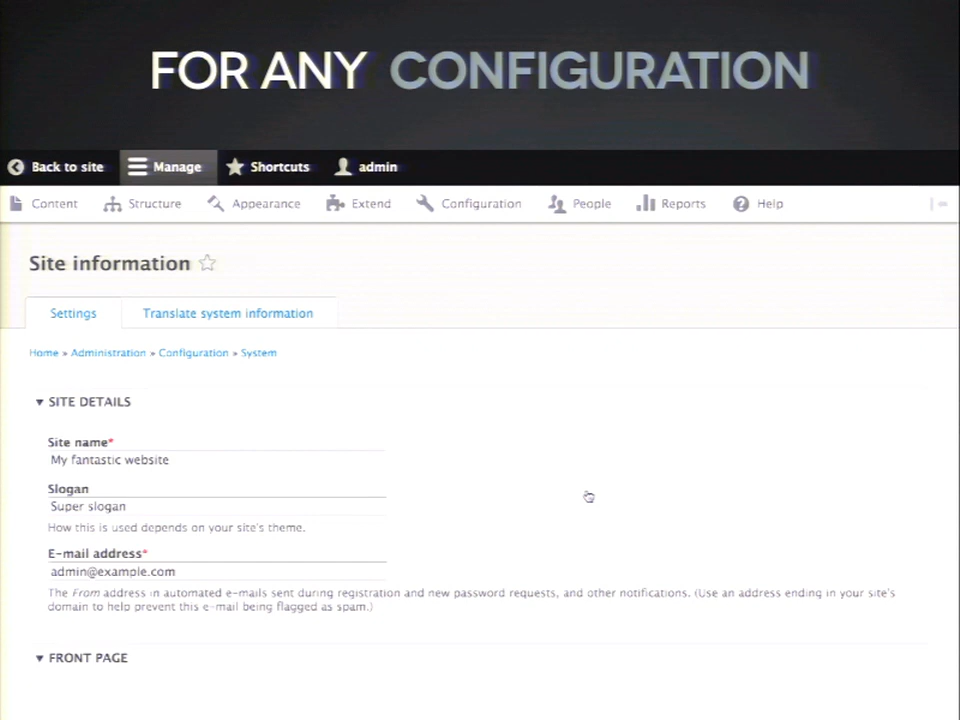 FOR ANY CONFIGURATION
Back to site Manage Shortcuts admin
Content Structure Appearance Extend Configuration People Reports Help
Site information
Settings Translate system information
Home » Administration » Configuration » System
SITE DETAILS
Site name*
My fantastic website
Slogan
Super slogan
How this is used depends on your site's theme.
E-mail address*
admin@example.com
The From address in automated e-mails sent during registration and new password requests, and other notifications. (Use an address ending in your site's
domain to help prevent this e-mail being flagged as spam.)
FRONT PAGE